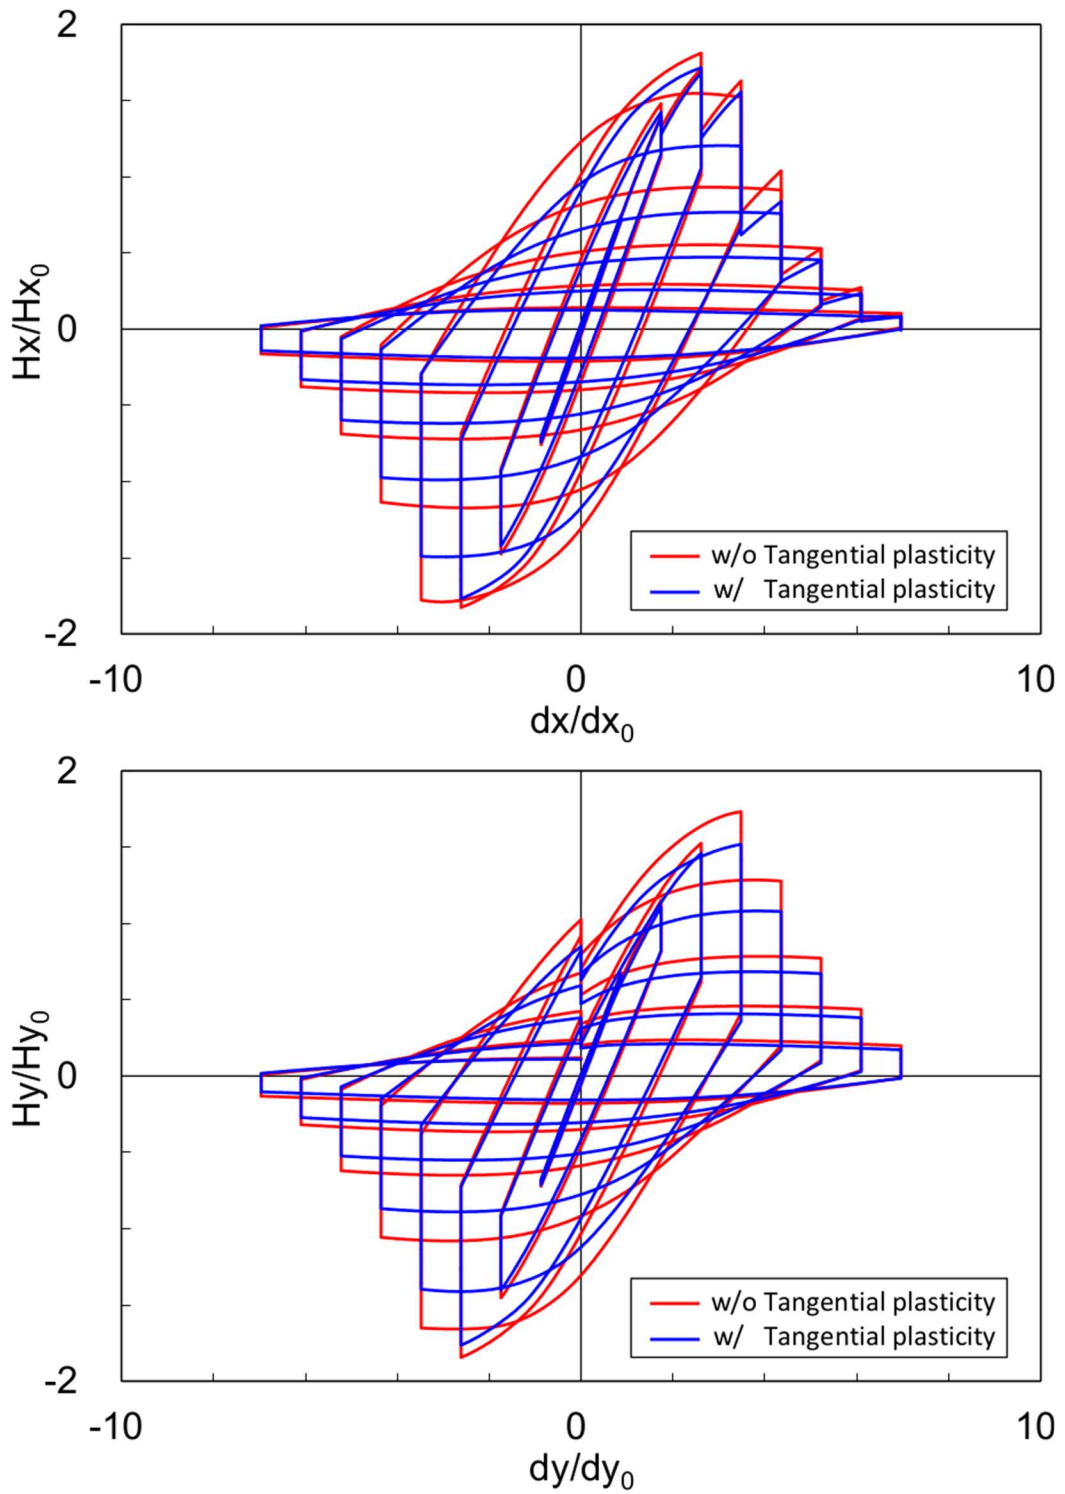 2
Hx/Hx₀
0
w/o Tangential plasticity
w/ Tangential plasticity
-2
-10
0
10
dx/dx₀
2
Hy/Hy₀
0
w/o Tangential plasticity
w/ Tangential plasticity
-2
-10
0
10
dy/dy₀